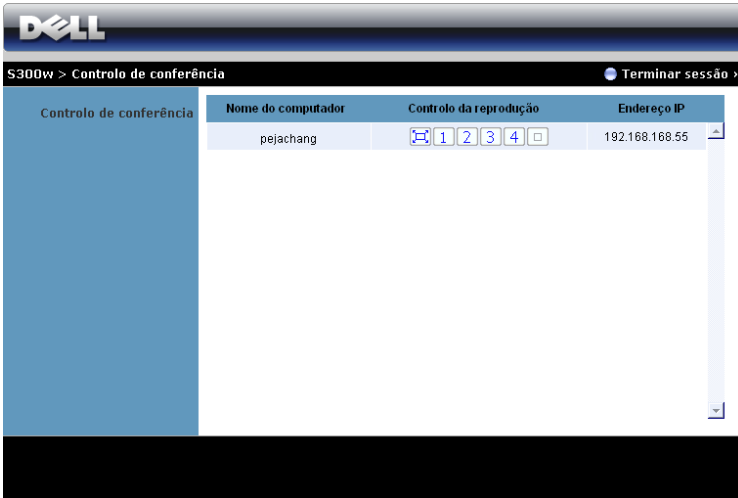 DELL
S300w > Controlo de conferência
Terminar sessão ›
Controlo de conferência
Nome do computador Controlo da reprodução Endereço IP
pejachang 1 2 3 4 192.168.168.55